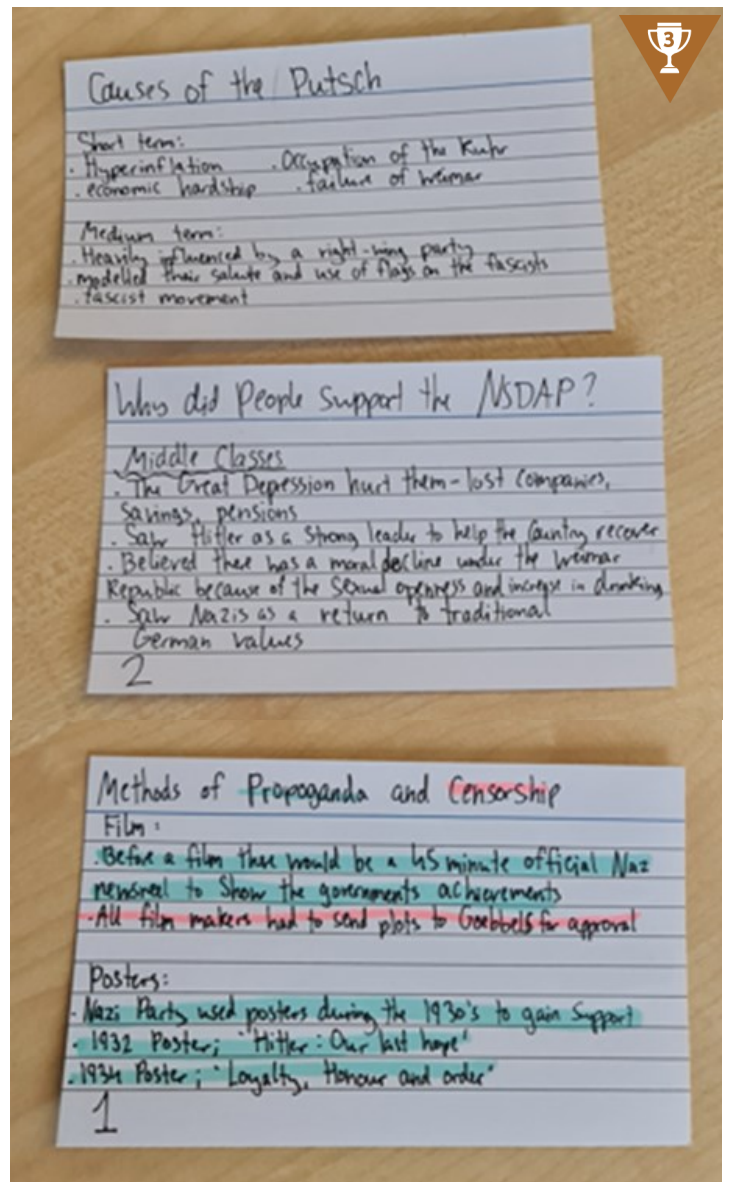 3
Causes of the Putsch
Short term:
· Hyperinflation · Occupation of the Ruhr
· economic hardship · failure of weimar
Medium term:
· Heavily influenced by a right-wing party
· modelled their salute and use of flags on the fascists
· fascist movement
Why did People Support the NSDAP?
Middle Classes
· The Great Depression hurt them - lost companies,
Savings, pensions
· Saw Hitler as a Strong leader to help the Country recover
· Believed there was a moral decline under the weimar
Republic because of the Sexual openness and increase in drinking
· Saw Nazis as a return to traditional
German values
2
Methods of Propoganda and Censorship
Film:
· Before a film there would be a 45 minute official Naz
newsreel to Show the governments achievements
· All film makers had to send plots to Goebbels for approval
Posters:
· Nazi Party used posters during the 1930's to gain Support
· 1932 Poster; "Hitler: Our last hope"
· 1934 Poster; "Loyalty, Honour and order"
1